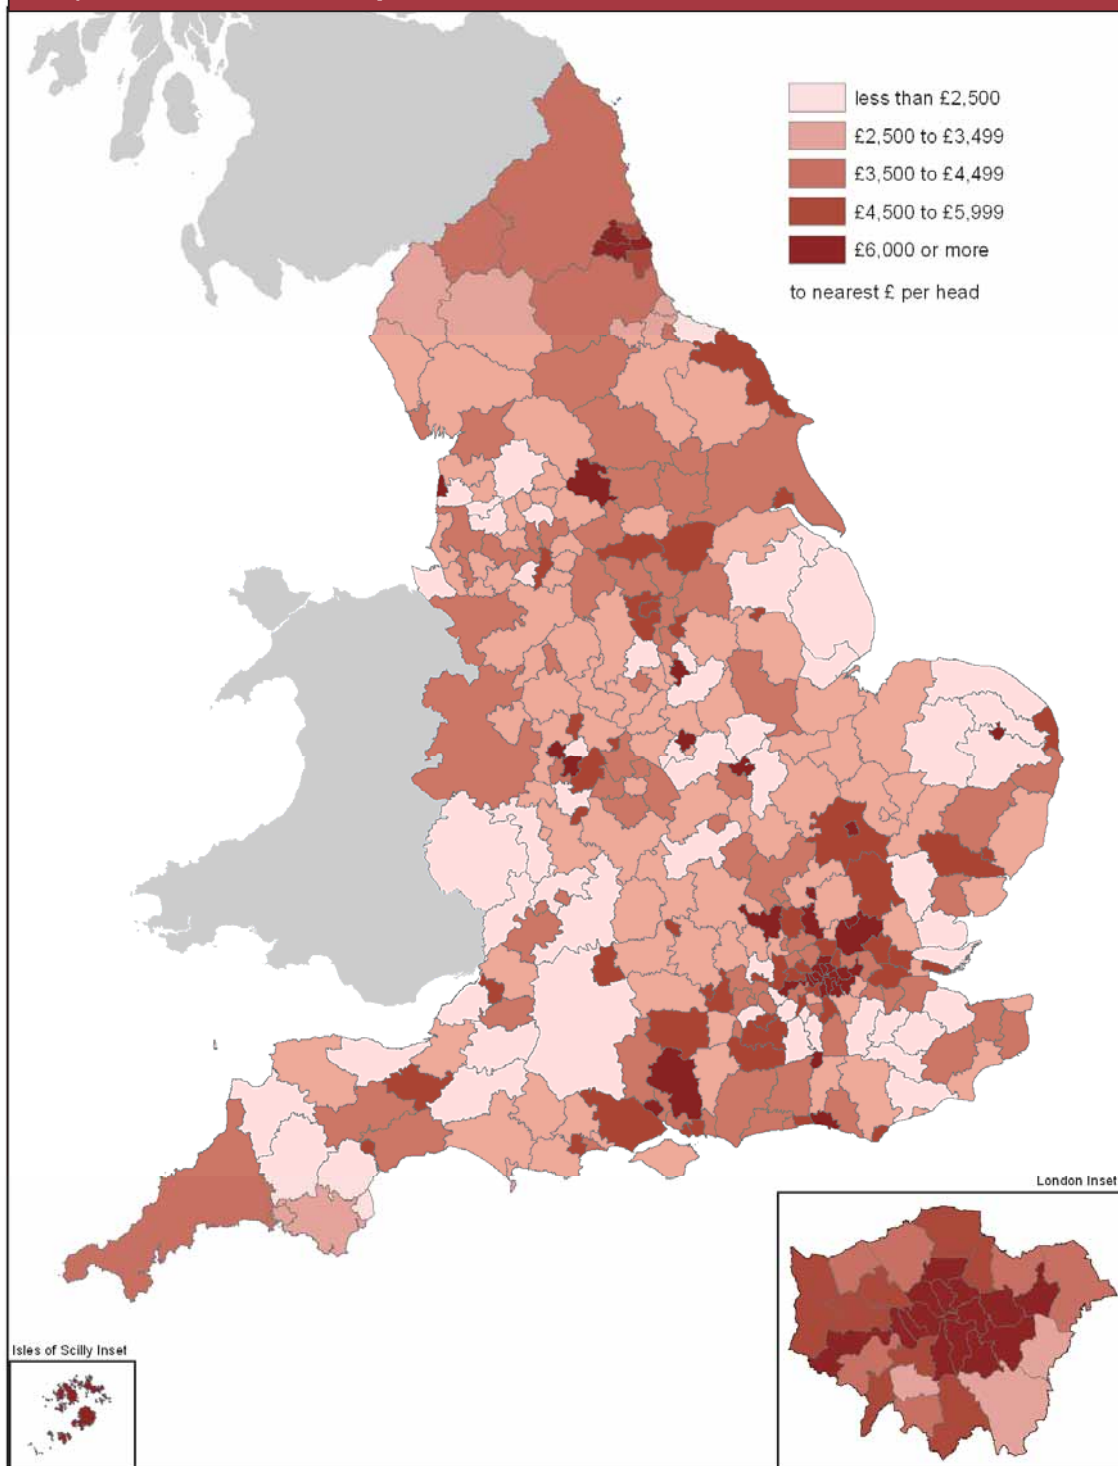 less than £2,500
£2,500 to £3,499
£3,500 to £4,499
£4,500 to £5,999
£6,000 or more
to nearest £ per head
London Inset
Isles of Scilly Inset